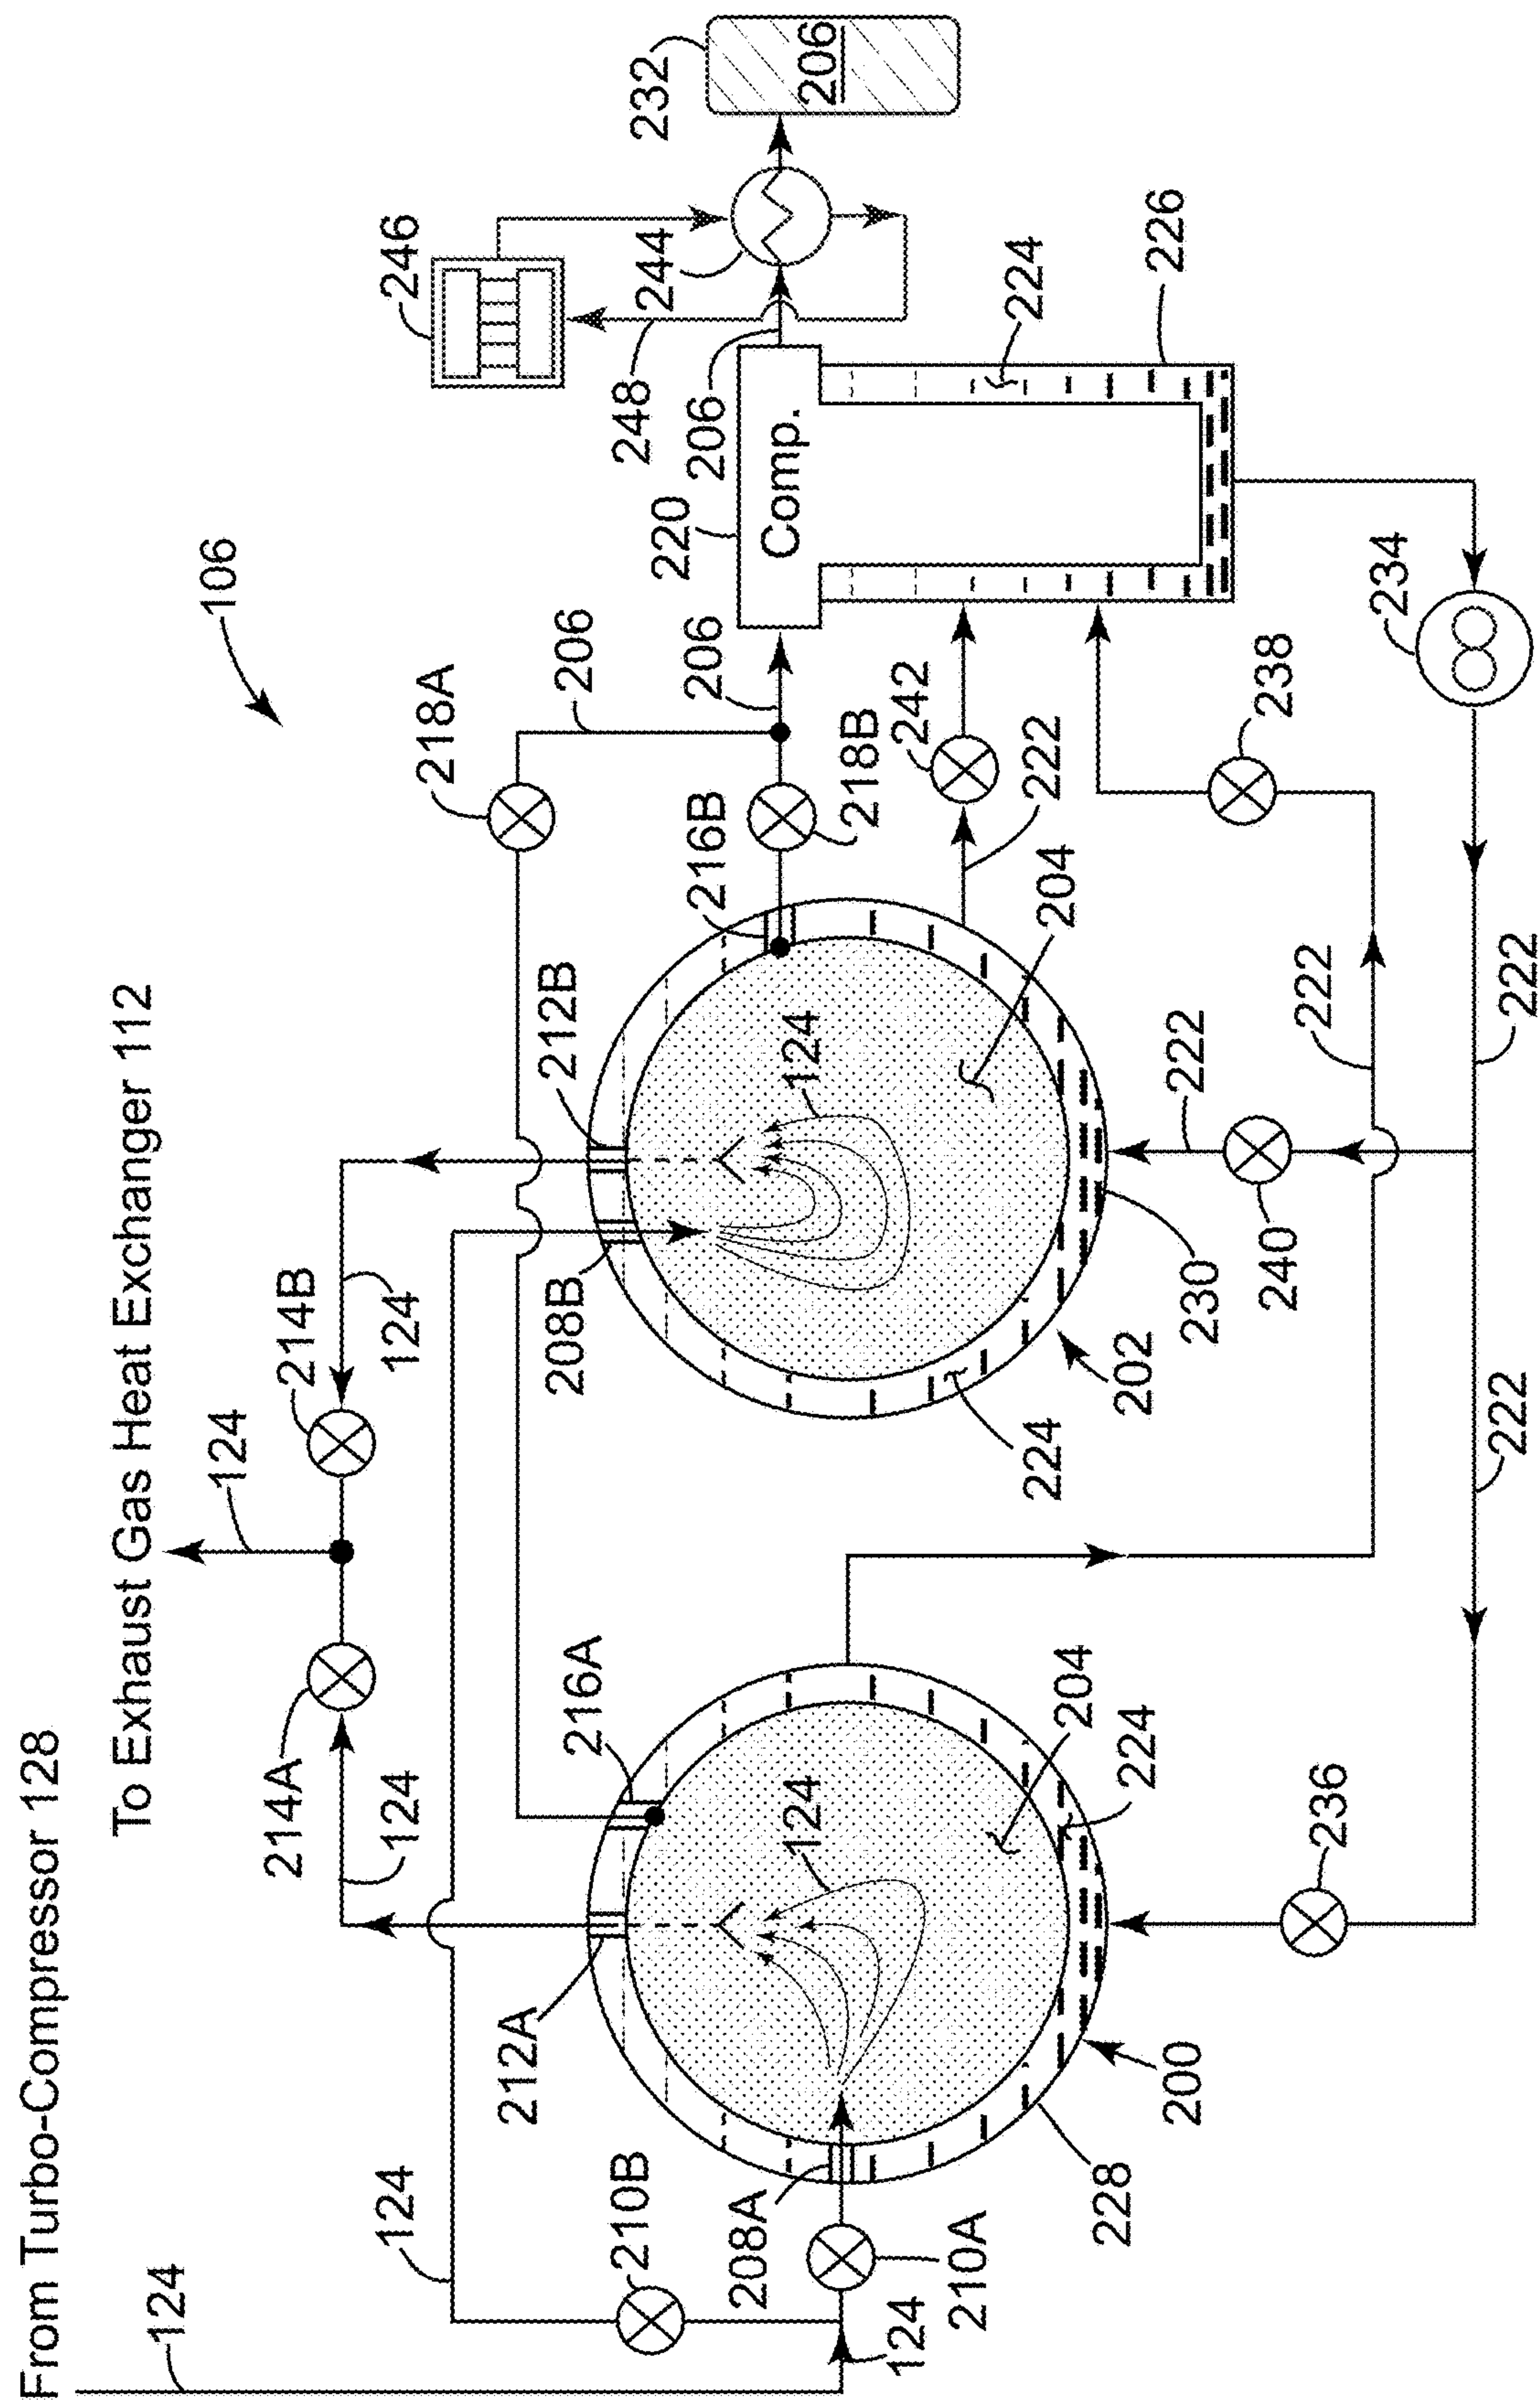 From Turbo-Compressor 128
To Exhaust Gas Heat Exchanger 112
106
124
124
214A
214B
124
124
124
210B
218A
206
246
248
244
232
206
212A
216A
208B
212B
216B
218B
206
220
206
Comp.
208A
210A
124
124
204
224
124
204
224
242
222
224
226
228
200
202
230
236
240
222
222
238
234
222
222